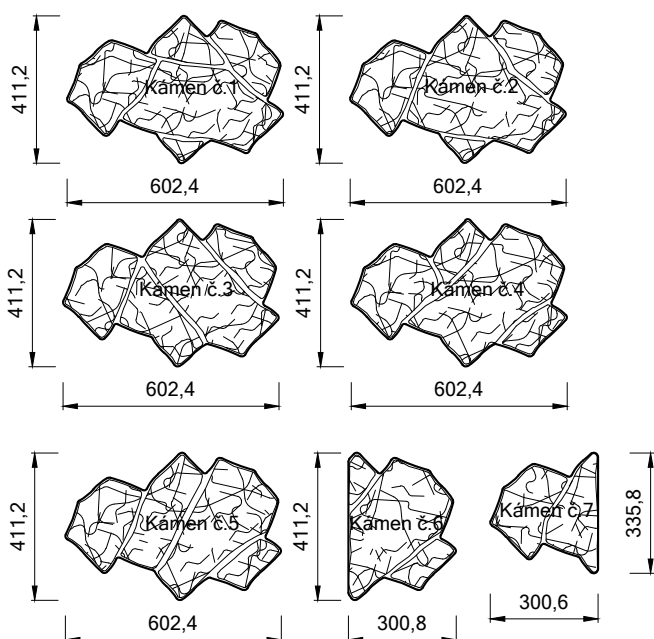 411,2
Kámen č.1
602,4
411,2
Kámen č.2
602,4
411,2
Kámen č.3
602,4
411,2
Kámen č.4
602,4
411,2
Kámen č.5
602,4
411,2
Kámen č.6
300,8
Kámen č.7
335,8
300,6